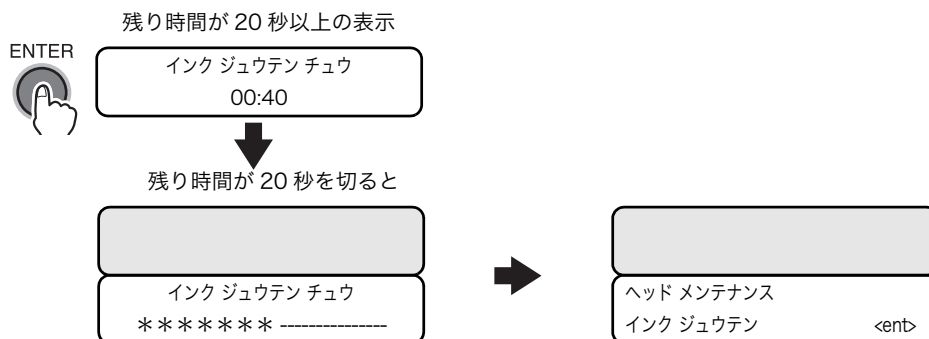 残り時間が 20 秒以上の表示
ENTER
インク ジュウテン チュウ
00:40
残り時間が 20 秒を切ると
インク ジュウテン チュウ
＊＊＊＊＊＊＊ ---------------
ヘッド メンテナンス
インク ジュウテン <ent>